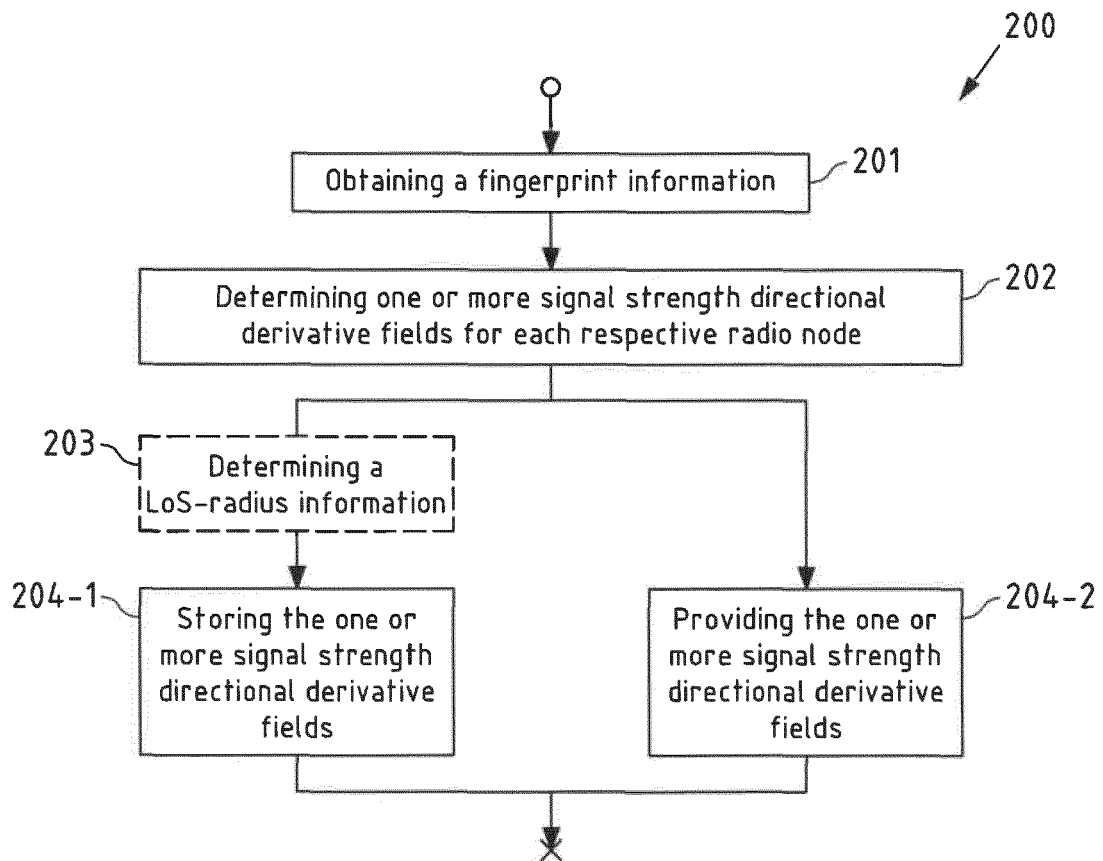 200
Obtaining a fingerprint information
201
Determining one or more signal strength directional
derivative fields for each respective radio node
202
203
Determining a
LoS-radius information
204-1
Storing the one or
more signal strength
directional derivative
fields
Providing the one or
more signal strength
directional derivative
fields
204-2